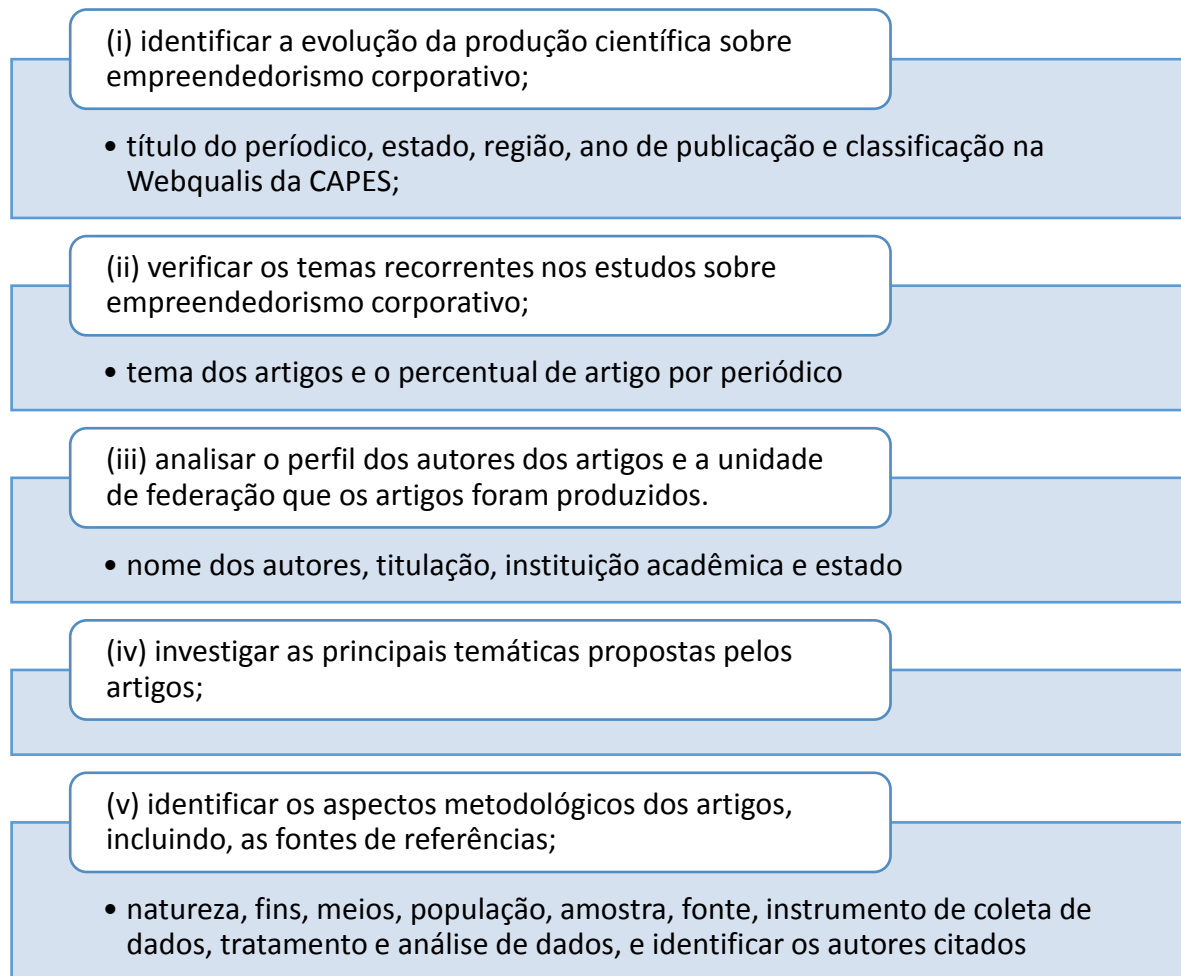 (i) identificar a evolução da produção científica sobre
empreendedorismo corporativo;
• título do períodico, estado, região, ano de publicação e classificação na
Webqualis da CAPES;
(ii) verificar os temas recorrentes nos estudos sobre
empreendedorismo corporativo;
• tema dos artigos e o percentual de artigo por periódico
(iii) analisar o perfil dos autores dos artigos e a unidade
de federação que os artigos foram produzidos.
• nome dos autores, titulação, instituição acadêmica e estado
(iv) investigar as principais temáticas propostas pelos
artigos;
(v) identificar os aspectos metodológicos dos artigos,
incluindo, as fontes de referências;
• natureza, fins, meios, população, amostra, fonte, instrumento de coleta de
dados, tratamento e análise de dados, e identificar os autores citados